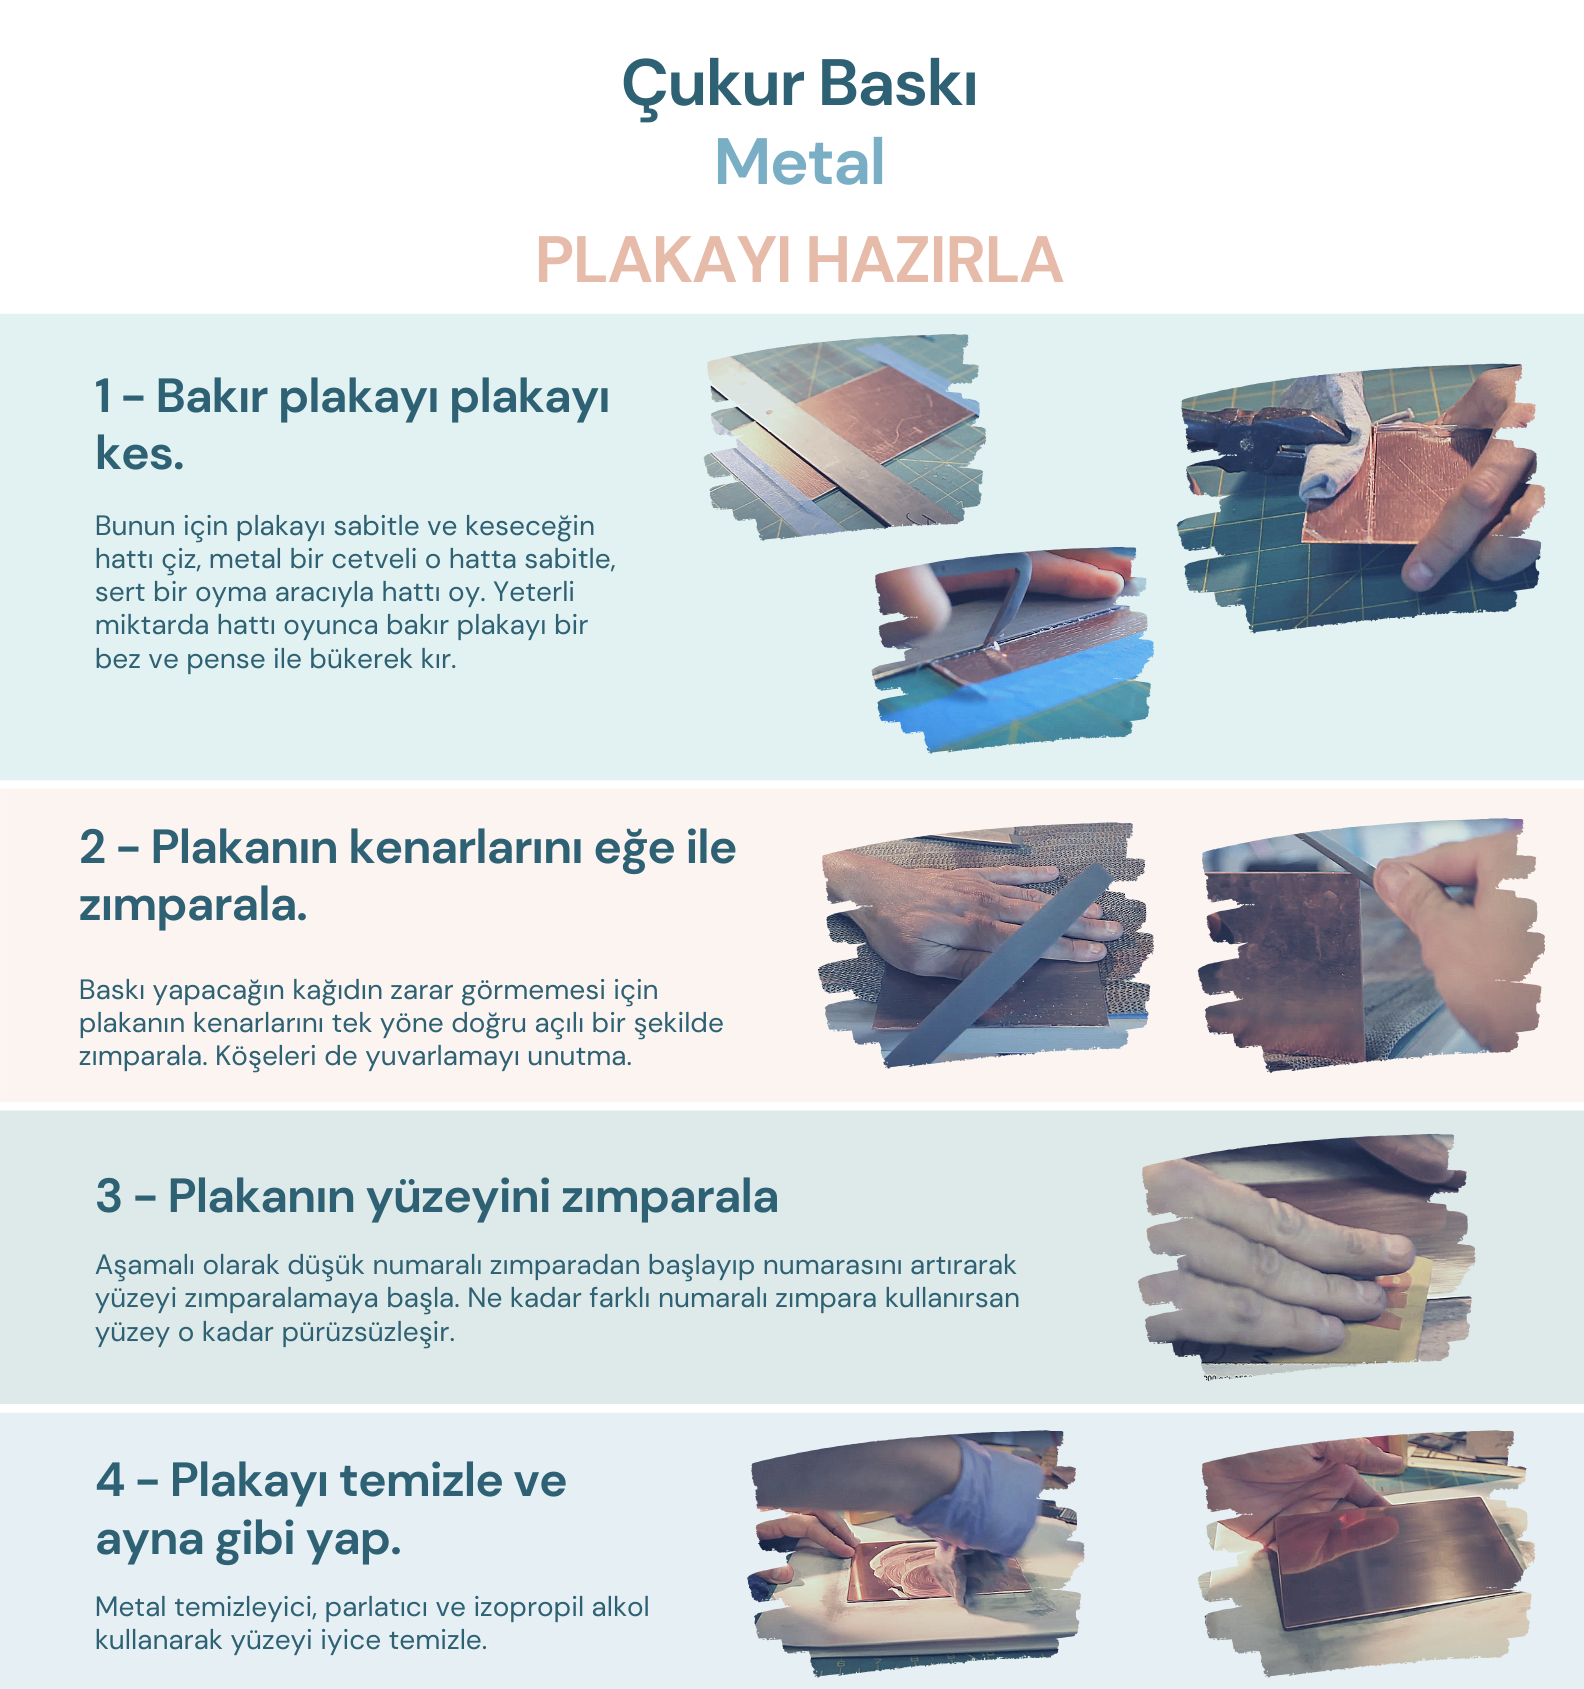 Çukur Baskı
Metal
PLAKAYI HAZIRLA
1 - Bakır plakayı plakayı
kes.
Bunun için plakayı sabitle ve keseceğin
hattı çiz, metal bir cetveli o hatta sabitle,
sert bir oyma aracıyla hattı oy. Yeterli
miktarda hattı oyunca bakır plakayı bir
bez ve pense ile bükerek kır.
2 - Plakanın kenarlarını eğe ile
zımparala.
Baskı yapacağın kağıdın zarar görmemesi için
plakanın kenarlarını tek yöne doğru açılı bir şekilde
zımparala. Köşeleri de yuvarlamayı unutma.
3 - Plakanın yüzeyini zımparala
Aşamalı olarak düşük numaralı zımparadan başlayıp numarasını artırarak
yüzeyi zımparalamaya başla. Ne kadar farklı numaralı zımpara kullanırsan
yüzey o kadar pürüzsüzleşir.
4 - Plakayı temizle ve
ayna gibi yap.
Metal temizleyici, parlatıcı ve izopropil alkol
kullanarak yüzeyi iyice temizle.